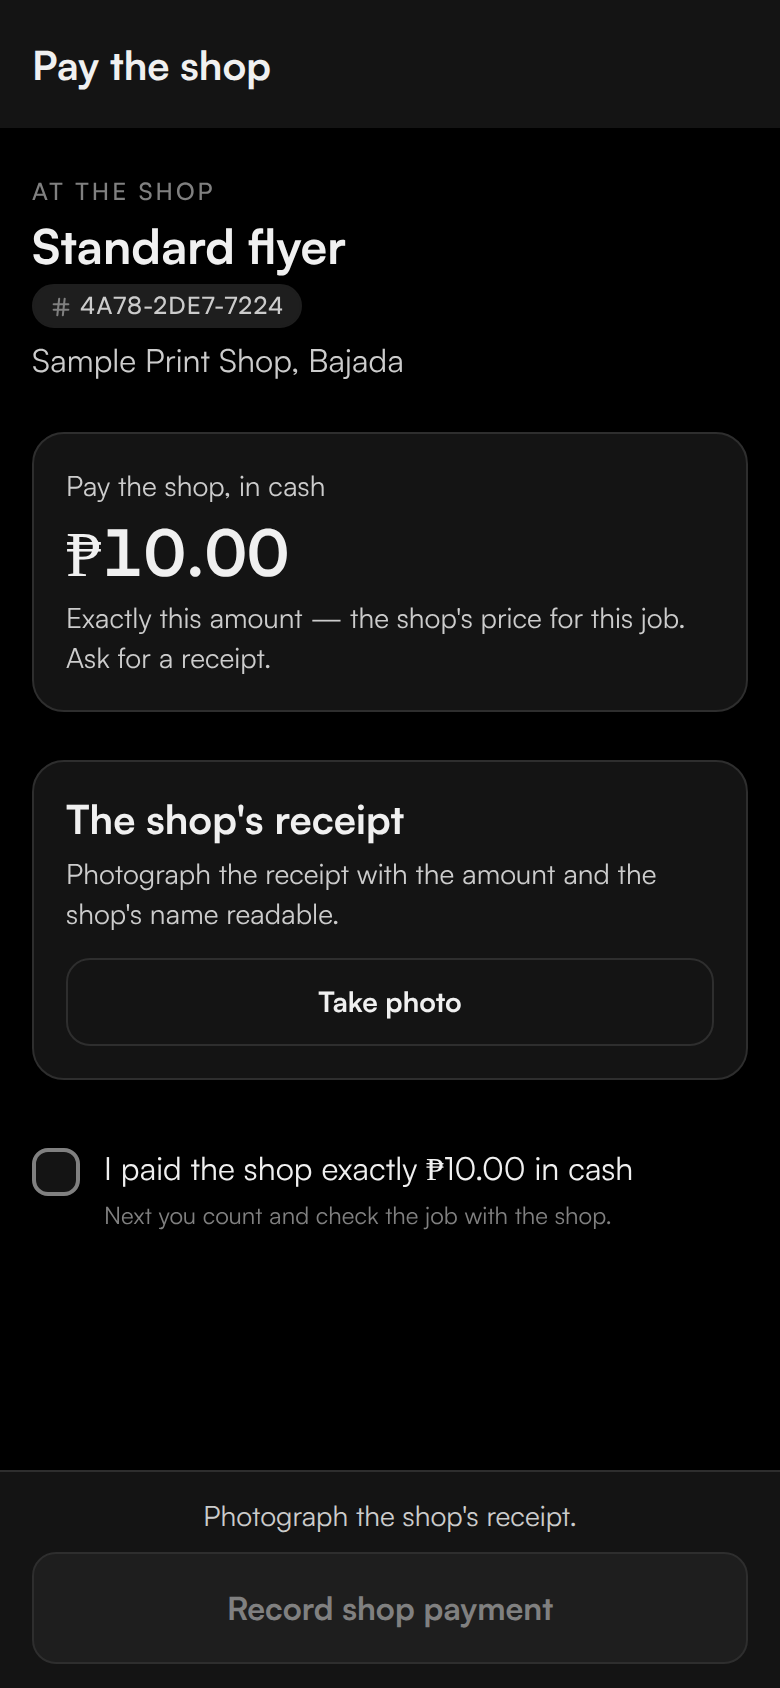 Pay the shop
AT THE SHOP
Standard flyer
# 4A78-2DE7-7224
Sample Print Shop, Bajada
Pay the shop, in cash
₱10.00
Exactly this amount — the shop's price for this job.
Ask for a receipt.
The shop's receipt
Photograph the receipt with the amount and the
shop's name readable.
Take photo
I paid the shop exactly ₱10.00 in cash
Next you count and check the job with the shop.
Photograph the shop's receipt.
Record shop payment